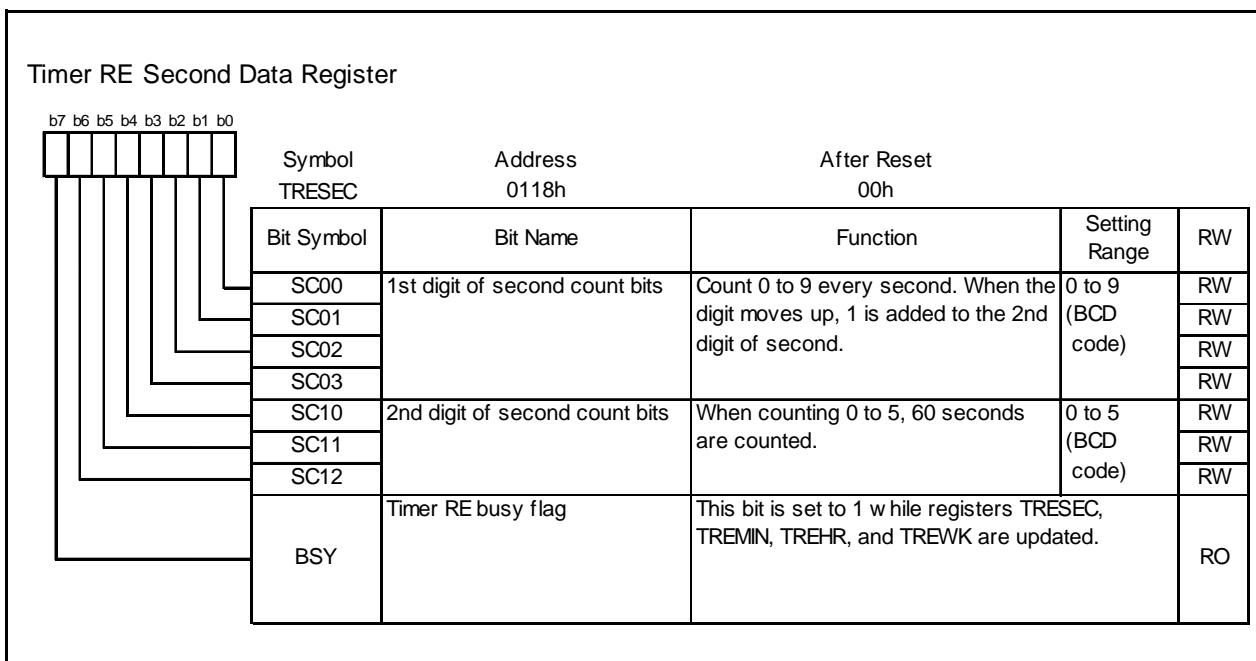 Timer RE Second Data Register
b7 b6 b5 b4 b3 b2 b1 b0
Symbol Address After Reset
TRESEC 0118h 00h
Bit Symbol Bit Name Function Setting Range RW
SC00 1st digit of second count bits Count 0 to 9 every second. When the 0 to 9 RW
SC01 digit moves up, 1 is added to the 2nd (BCD RW
SC02 digit of second. code) RW
SC03 RW
SC10 2nd digit of second count bits When counting 0 to 5, 60 seconds 0 to 5 RW
SC11 are counted. (BCD RW
SC12 code) RW
Timer RE busy flag This bit is set to 1 w hile registers TRESEC,
TREMIN, TREHR, and TREWK are updated.
BSY RO